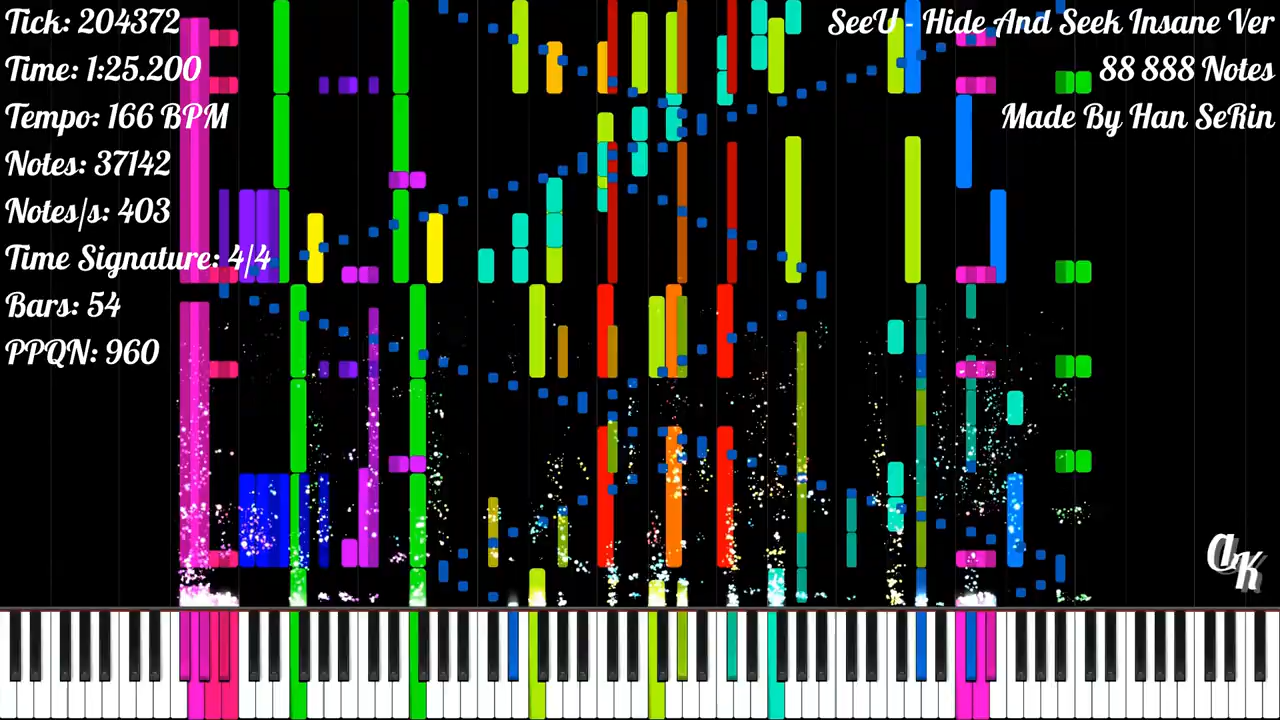 Tick: 204372
Time: 1:25.200
Tempo: 166 BPM
Notes: 37142
Notes/s: 403
Time Signature: 4/4
Bars: 54
PPQN: 960
SeeU - Hide And Seek Insane Ver
88 888 Notes
Made By Han SeRin
AK